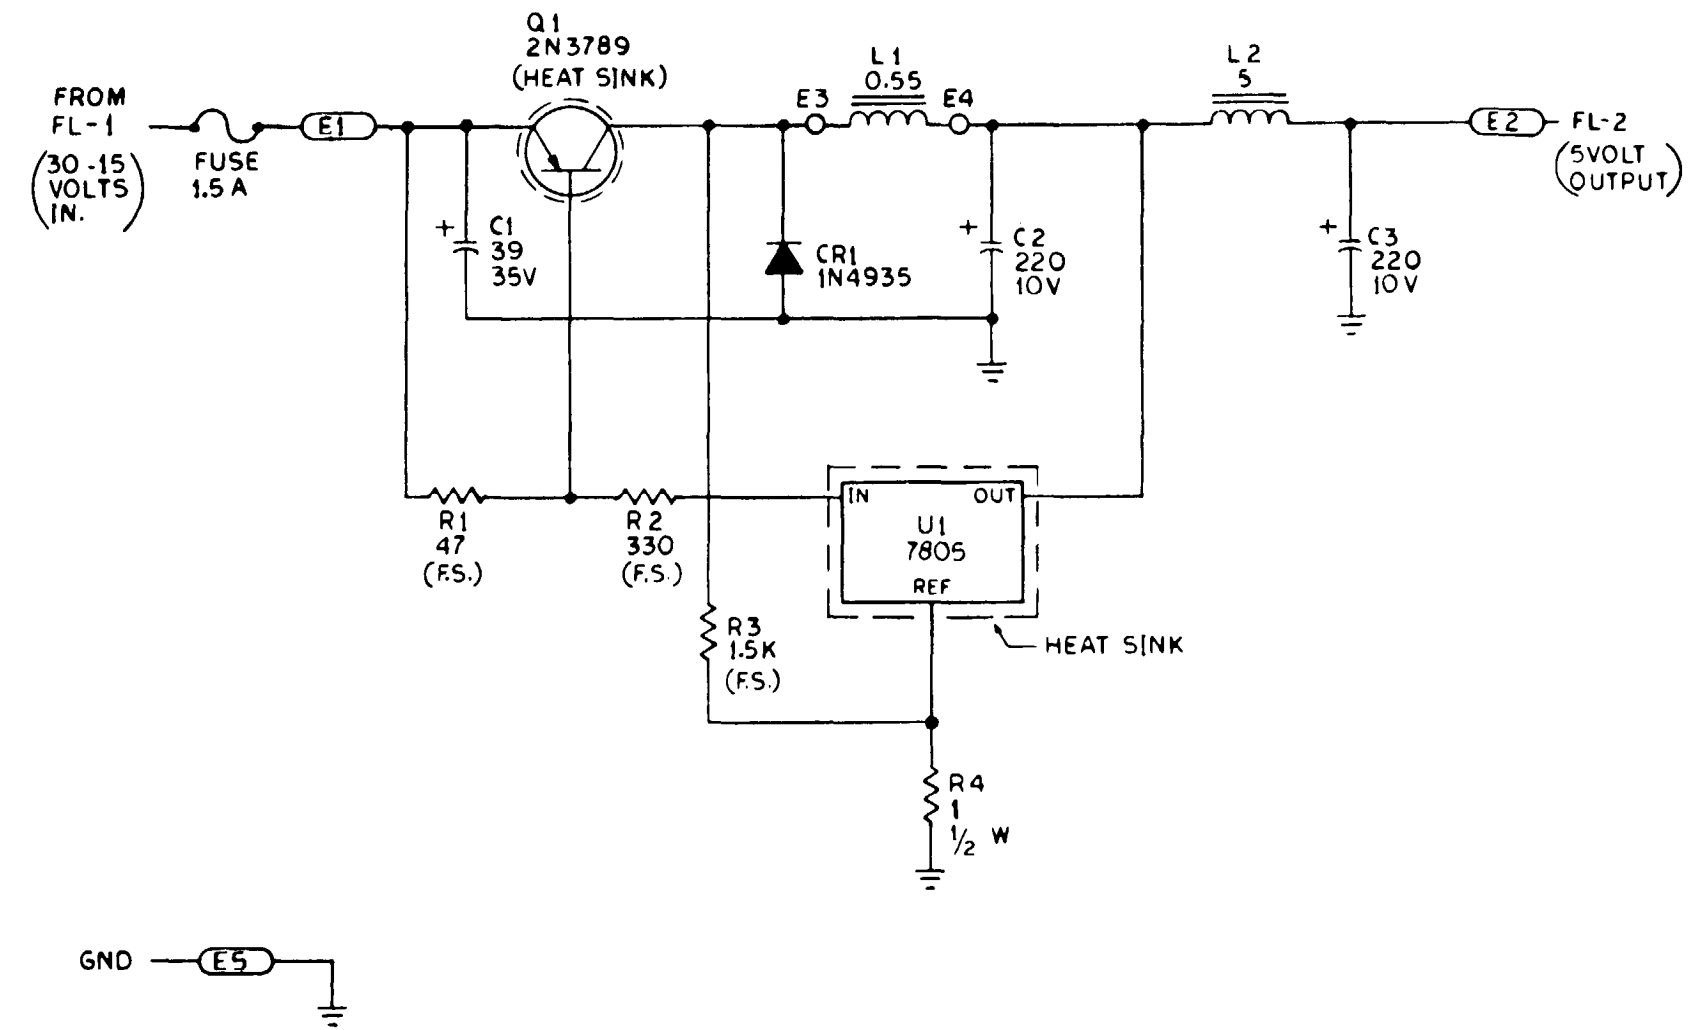 Q1
2N3789
(HEAT SINK)
L1
0.55
L2
5
FROM
FL-1
(30-15
VOLTS
IN.)
FUSE
1.5A
E1
E3
E4
E2
FL-2
(5VOLT
OUTPUT)
+
C1
39
35V
CR1
1N4935
+
C2
220
10V
+
C3
220
10V
R1
47
(F.S.)
R2
330
(F.S.)
IN
OUT
U1
7805
REF
HEAT SINK
R3
1.5K
(F.S.)
R4
1
1/2 W
GND
E5